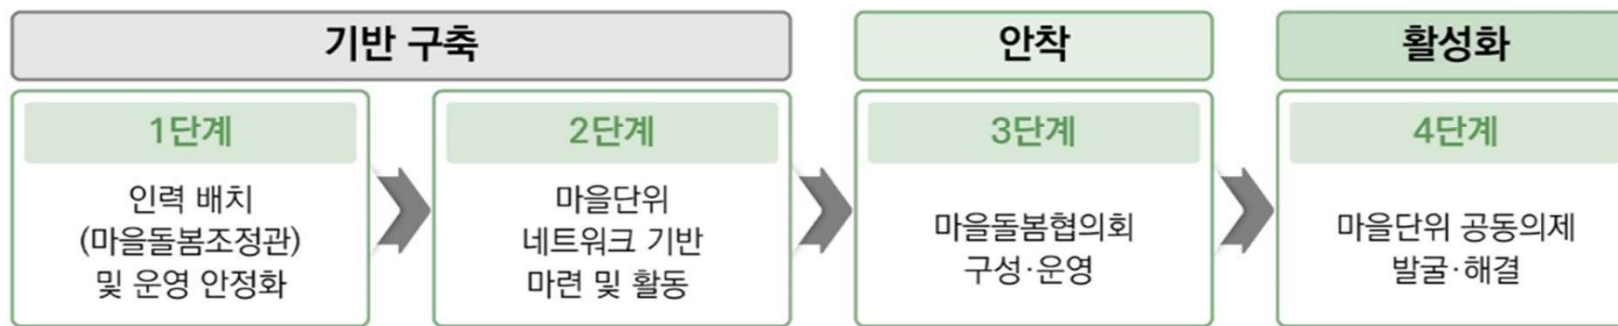 기반 구축
안착
활성화
1단계
인력 배치
(마을돌봄조정관)
및 운영 안정화
2단계
마을단위
네트워크 기반
마련 및 활동
3단계
마을돌봄협의회
구성·운영
4단계
마을단위 공동의제
발굴·해결